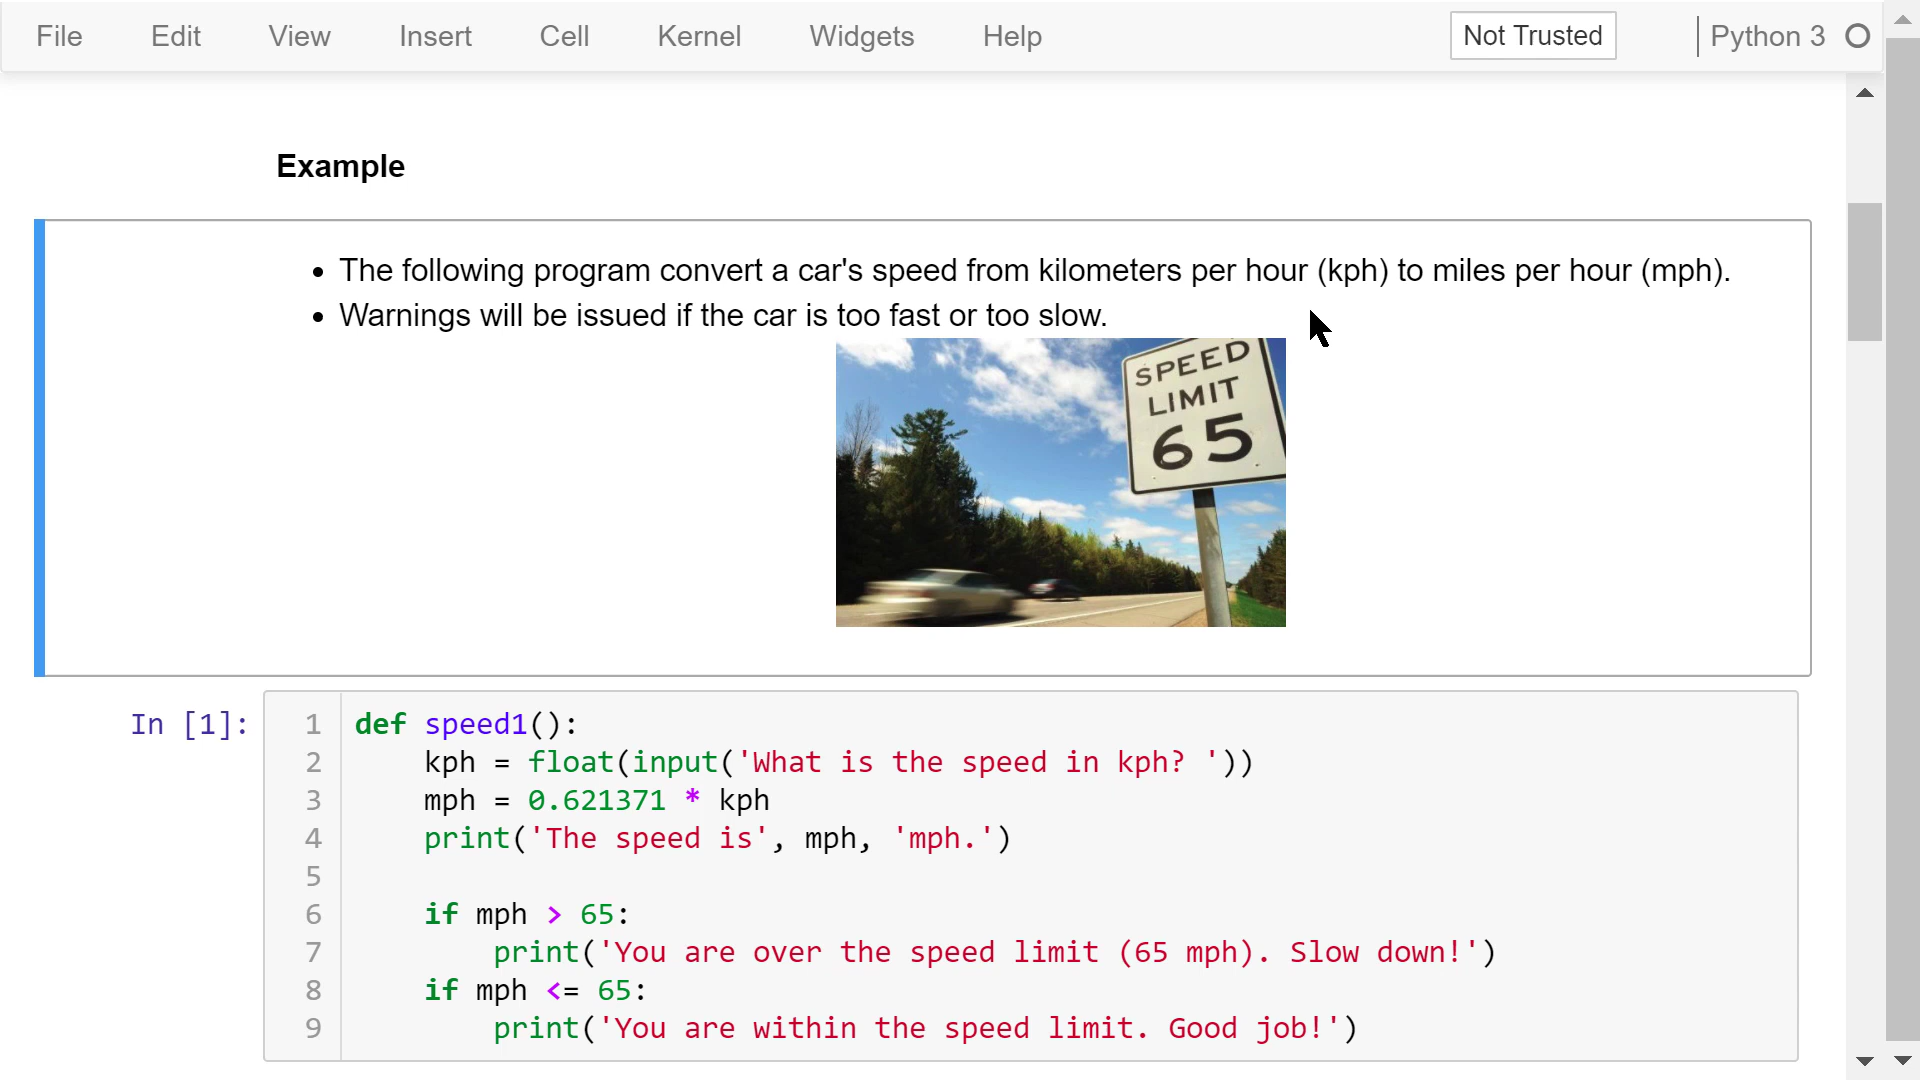 File Edit View Insert Cell Kernel Widgets Help Not Trusted Python 3
Example
• The following program convert a car's speed from kilometers per hour (kph) to miles per hour (mph).
• Warnings will be issued if the car is too fast or too slow.
SPEED
LIMIT
65
In [1]:
1 def speed1():
2     kph = float(input('What is the speed in kph? '))
3     mph = 0.621371 * kph
4     print('The speed is', mph, 'mph.')
5
6     if mph > 65:
7         print('You are over the speed limit (65 mph). Slow down!')
8     if mph <= 65:
9         print('You are within the speed limit. Good job!')